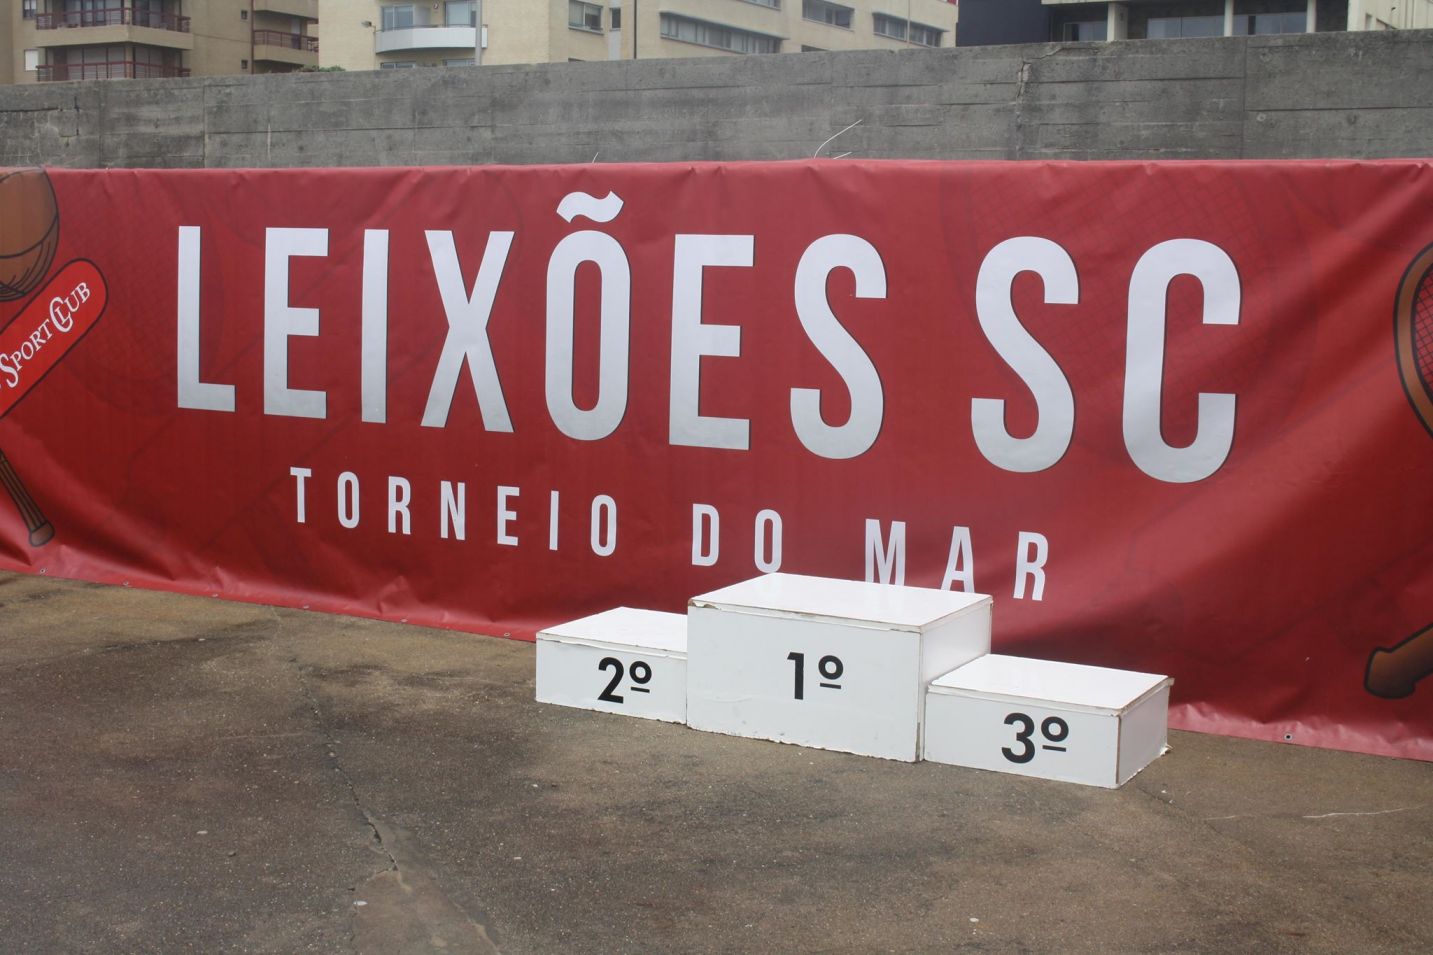 LEIXÕES SC
SPORT CLUB
TORNEIO DO MAR
2º
1º
3º